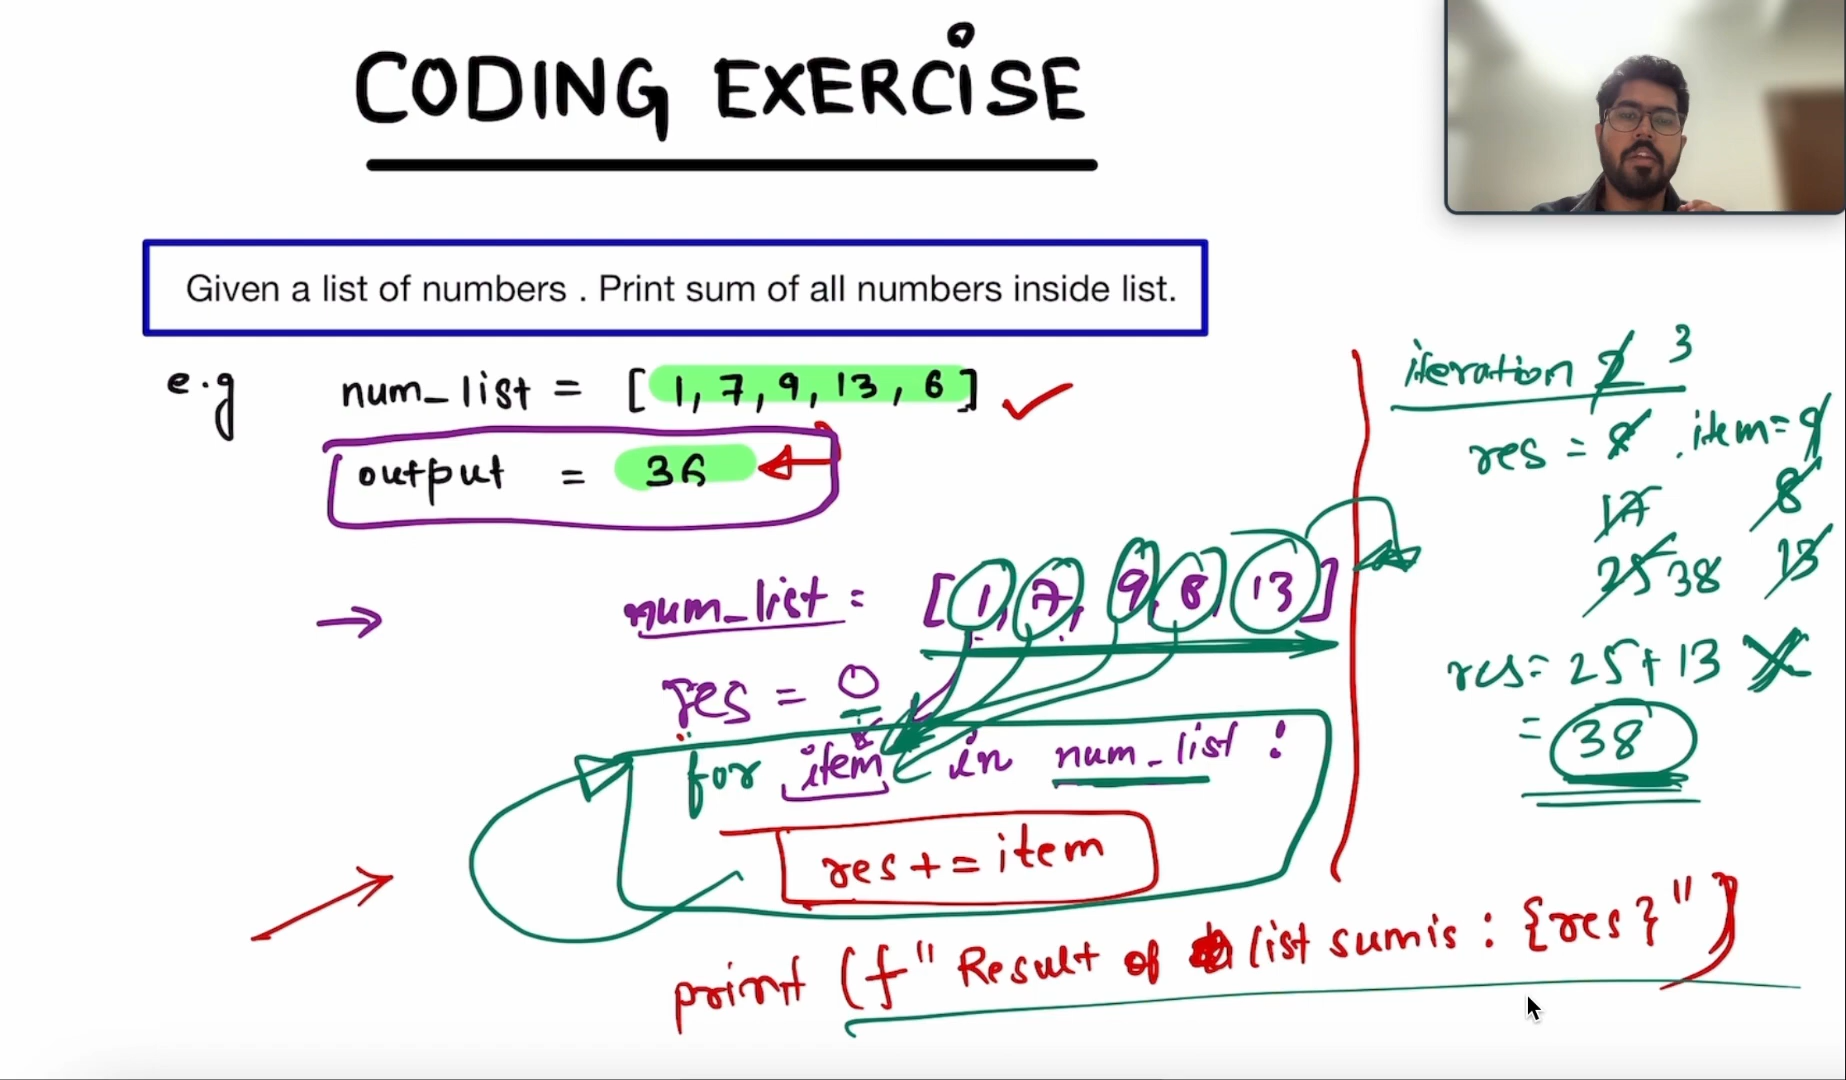 CODING EXERCiSE
Given a list of numbers . Print sum of all numbers inside list.
e.g num_list = [ 1, 7, 9, 13, 6 ]
output = 36
num_list = [ 1, 7, 9, 8, 13 ]
res = 0
for item in num_list :
res += item
print (f" Result of list sum is : {res} ")
iteration 2 3
res = 8 . item = 9
17 8
25 38 13
res = 25 + 13
= 38